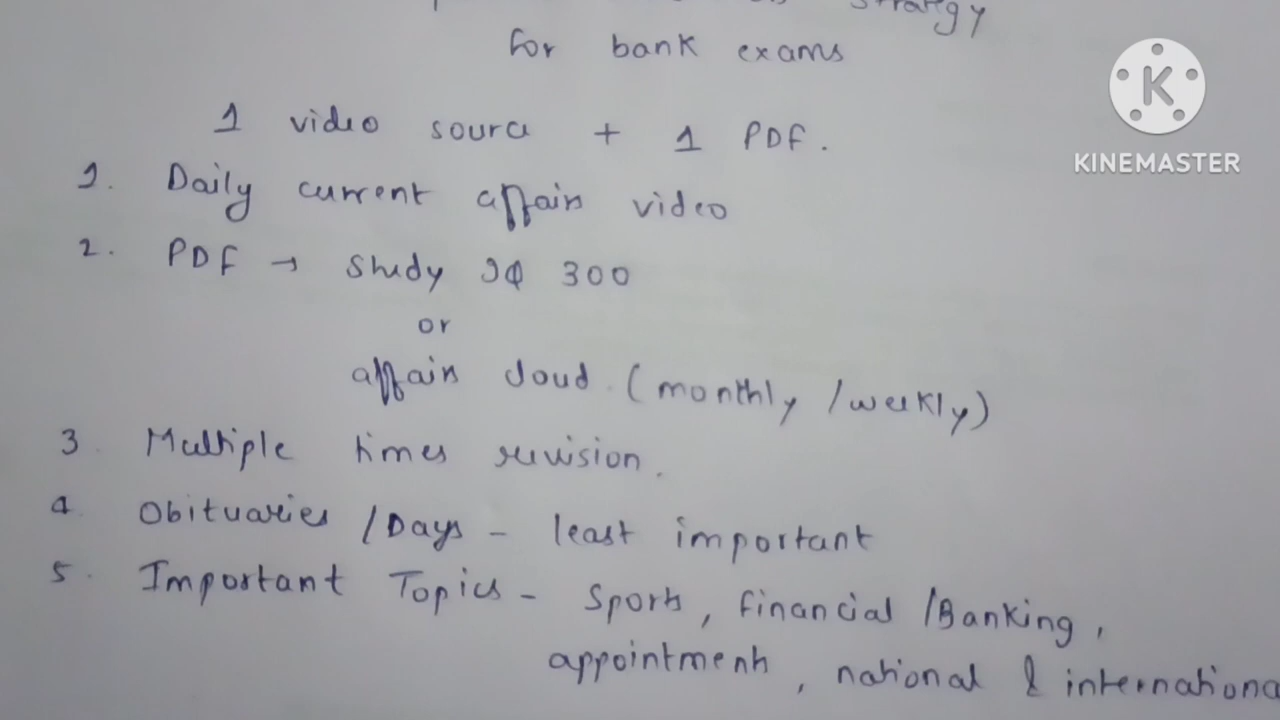 strategy
for bank exams
1 video source + 1 PDF.
1. Daily current affairs video
2. PDF → Study IQ 300
or
affairs cloud. (monthly /weekly)
3 Multiple times revision.
4 Obituaries /Days - least important
5. Important Topics - Sports, financial /Banking,
appointments, national & internationa
K
KINEMASTER